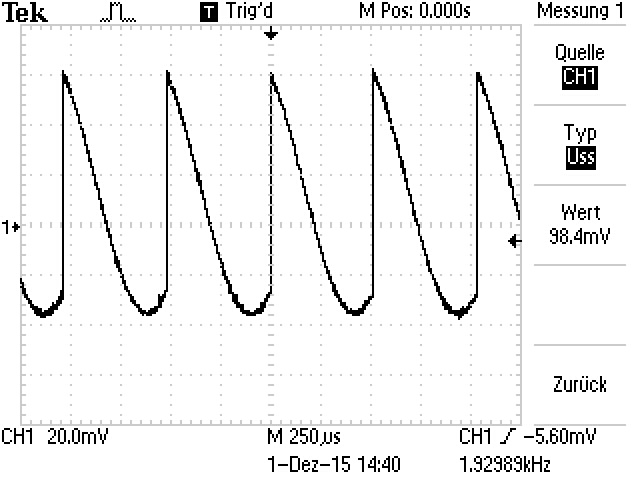 Tek T Trig'd M Pos: 0.000s Messung 1
Quelle
CH1
Typ
Uss
1
Wert
98.4mV
Zurück
CH1 20.0mV M 250µs CH1 -5.60mV
1-Dez-15 14:40 1.92989kHz